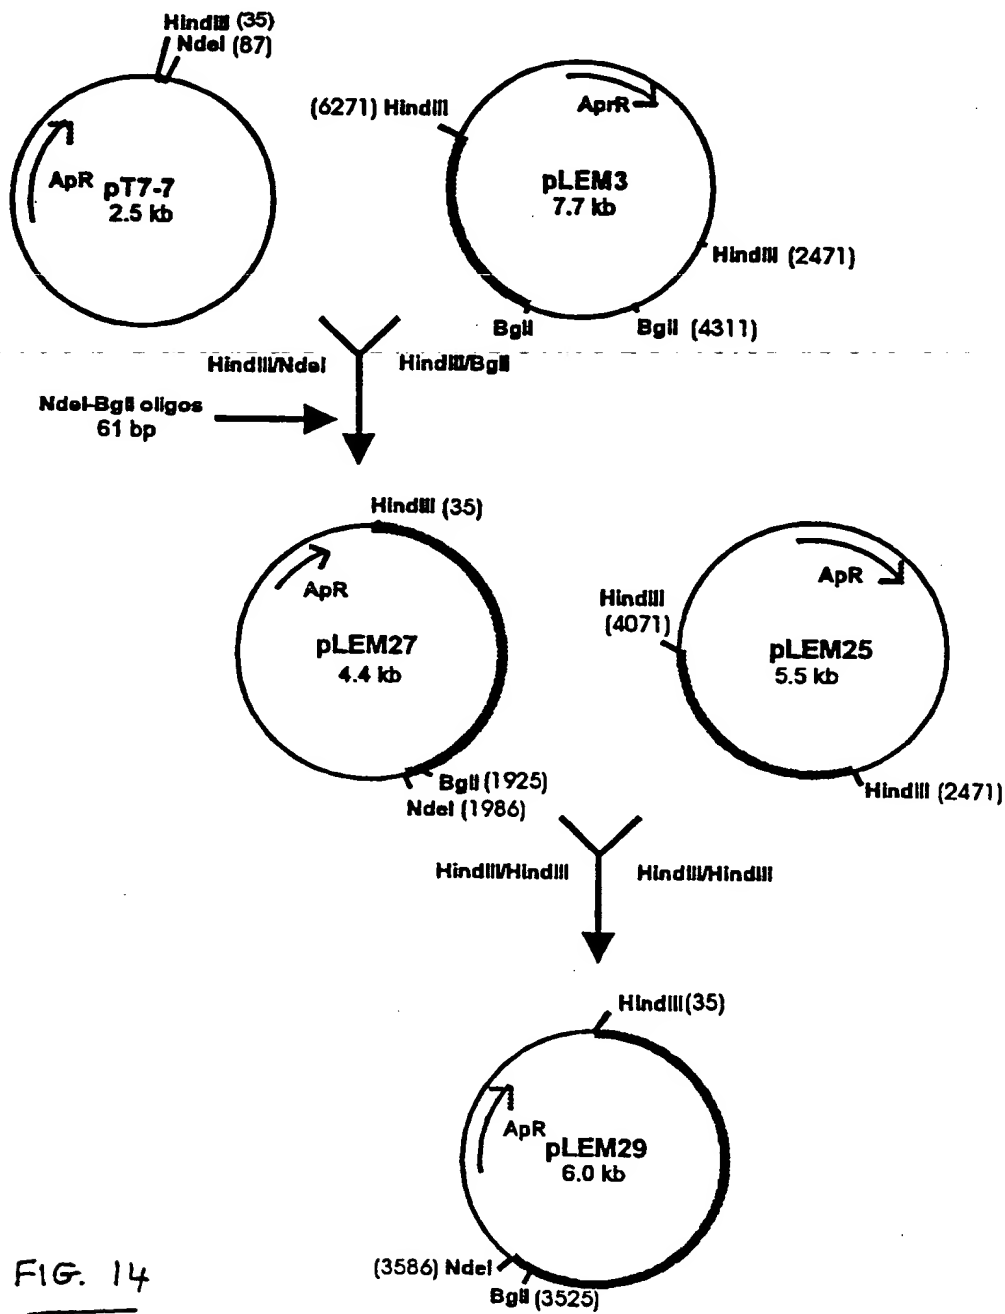 HindIII (35)
NdeI (87)
ApR
pT7-7
2.5 kb
(6271) HindIII
AprR
pLEM3
7.7 kb
HindIII (2471)
BglI
BglI (4311)
HindIII/NdeI
HindIII/BglI
NdeI-BglI oligos
61 bp
HindIII (35)
ApR
pLEM27
4.4 kb
BglI (1925)
NdeI (1986)
HindIII
(4071)
ApR
pLEM25
5.5 kb
HindIII (2471)
HindIII/HindIII
HindIII/HindIII
HindIII(35)
ApR
pLEM29
6.0 kb
(3586) NdeI
BglI (3525)
FIG. 14